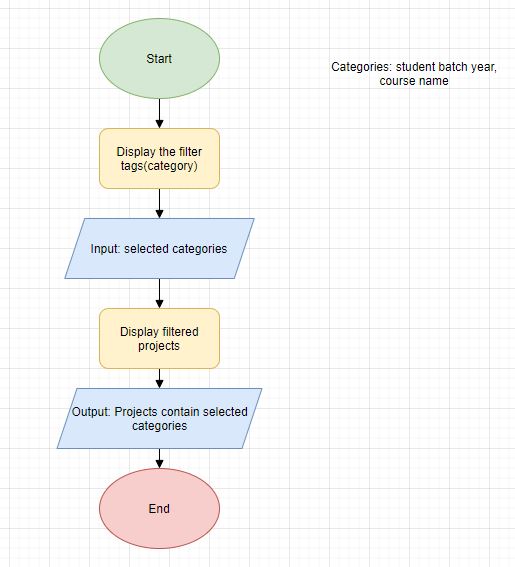 Start
Categories: student batch year,
course name
Display the filter
tags(category)
Input: selected categories
Display filtered
projects
Output: Projects contain selected
categories
End